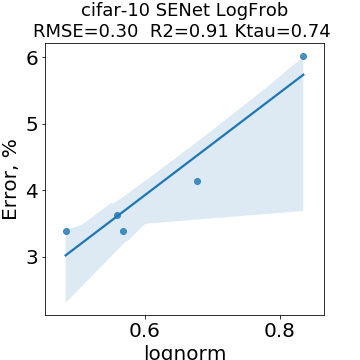 cifar-10 SENet LogFrob
RMSE=0.30 R2=0.91 Ktau=0.74
Error, %
6
5
4
3
0.6 0.8
lognorm